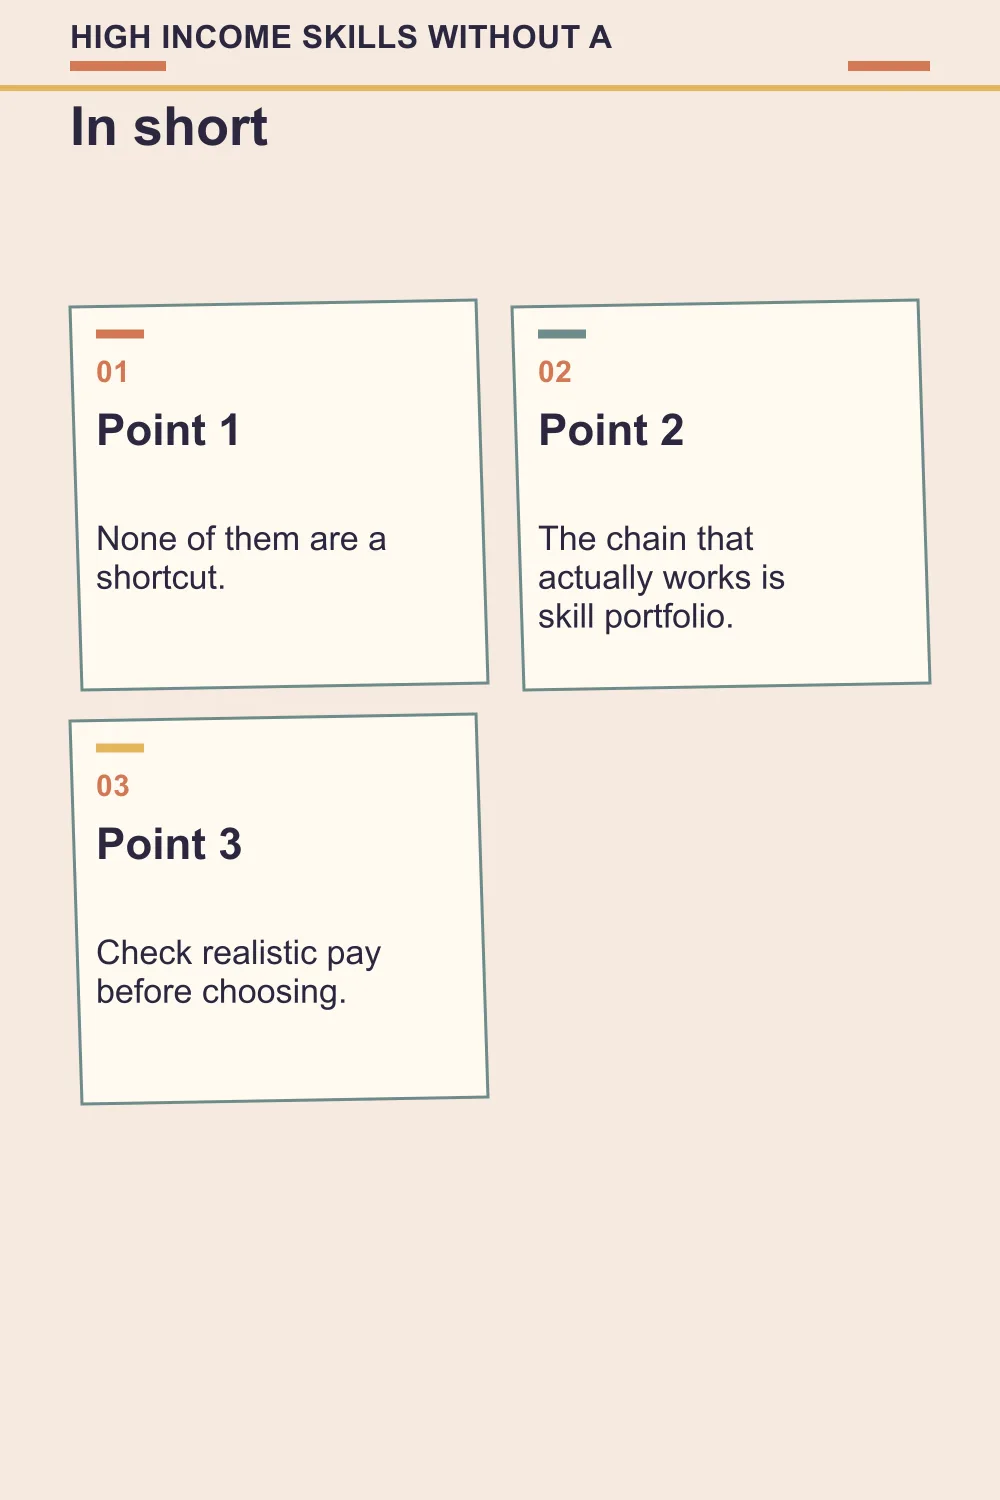 HIGH INCOME SKILLS WITHOUT A
In short
01
Point 1
None of them are a
shortcut.
02
Point 2
The chain that
actually works is
skill portfolio.
03
Point 3
Check realistic pay
before choosing.